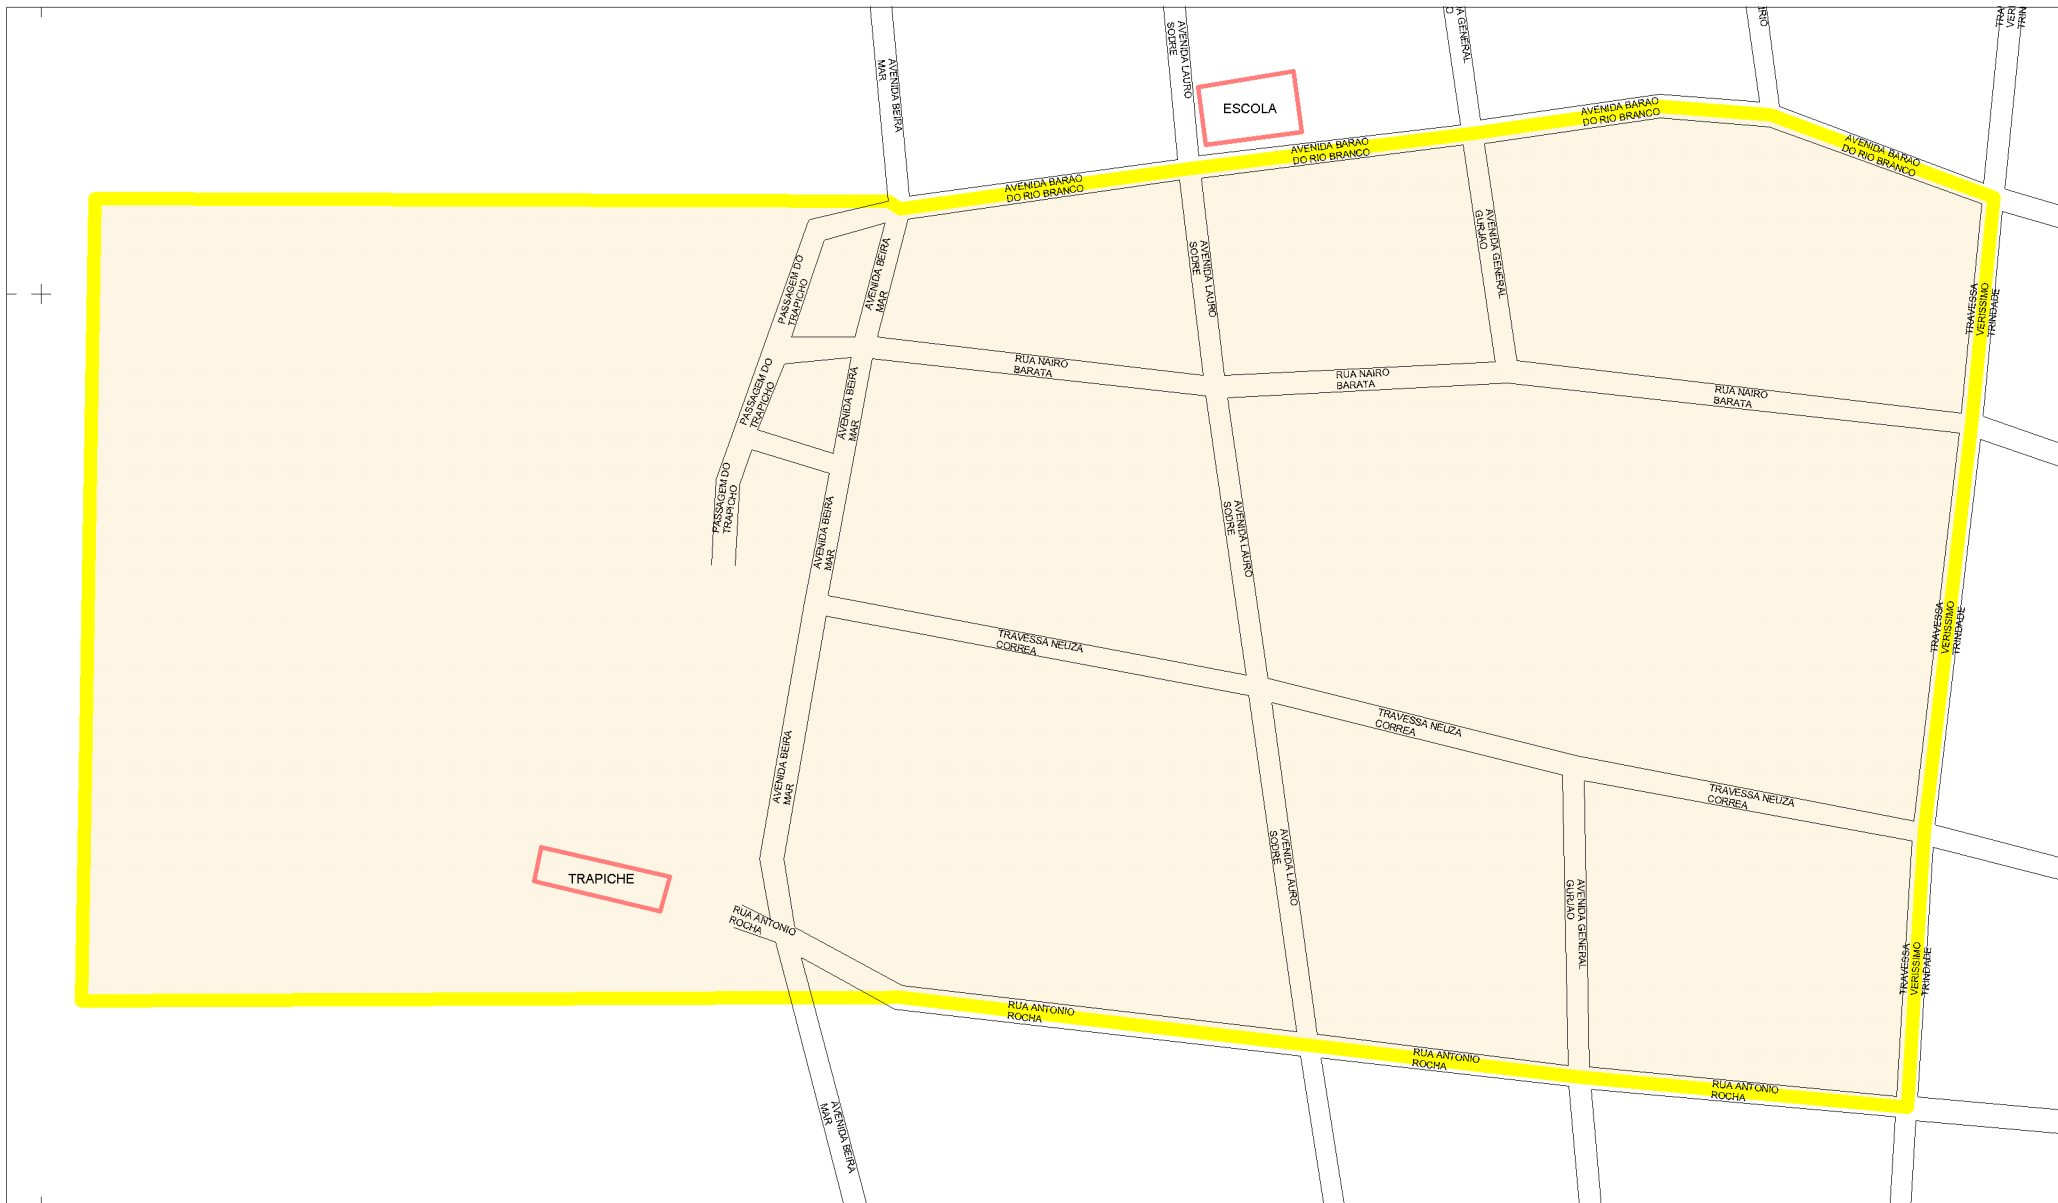 AVENIDA BEIRA
MAR
AVENIDA LAURO
SODRE
GENERAL
ESCOLA
AVENIDA BARAO
DO RIO BRANCO
AVENIDA BARAO
DO RIO BRANCO
AVENIDA BARAO
DO RIO BRANCO
AVENIDA BARAO
DO RIO BRANCO
PASSAGEM DO
TRAPICHO
AVENIDA BEIRA
MAR
AVENIDA LAURO
SODRE
AVENIDA GENERAL
GURJAO
TRAVESSA
VERISSIMO
TRINDADE
RUA NAIRO
BARATA
RUA NAIRO
BARATA
RUA NAIRO
BARATA
PASSAGEM DO
TRAPICHO
AVENIDA BEIRA
MAR
PASSAGEM DO
TRAPICHO
AVENIDA BEIRA
MAR
AVENIDA LAURO
SODRE
TRAVESSA NEUZA
CORREA
TRAVESSA
VERISSIMO
TRINDADE
TRAVESSA NEUZA
CORREA
AVENIDA BEIRA
MAR
TRAVESSA NEUZA
CORREA
TRAPICHE
AVENIDA LAURO
SODRE
AVENIDA GENERAL
GURJAO
RUA ANTONIO
ROCHA
TRAVESSA
VERISSIMO
TRINDADE
RUA ANTONIO
ROCHA
RUA ANTONIO
ROCHA
RUA ANTONIO
ROCHA
AVENIDA BEIRA
MAR